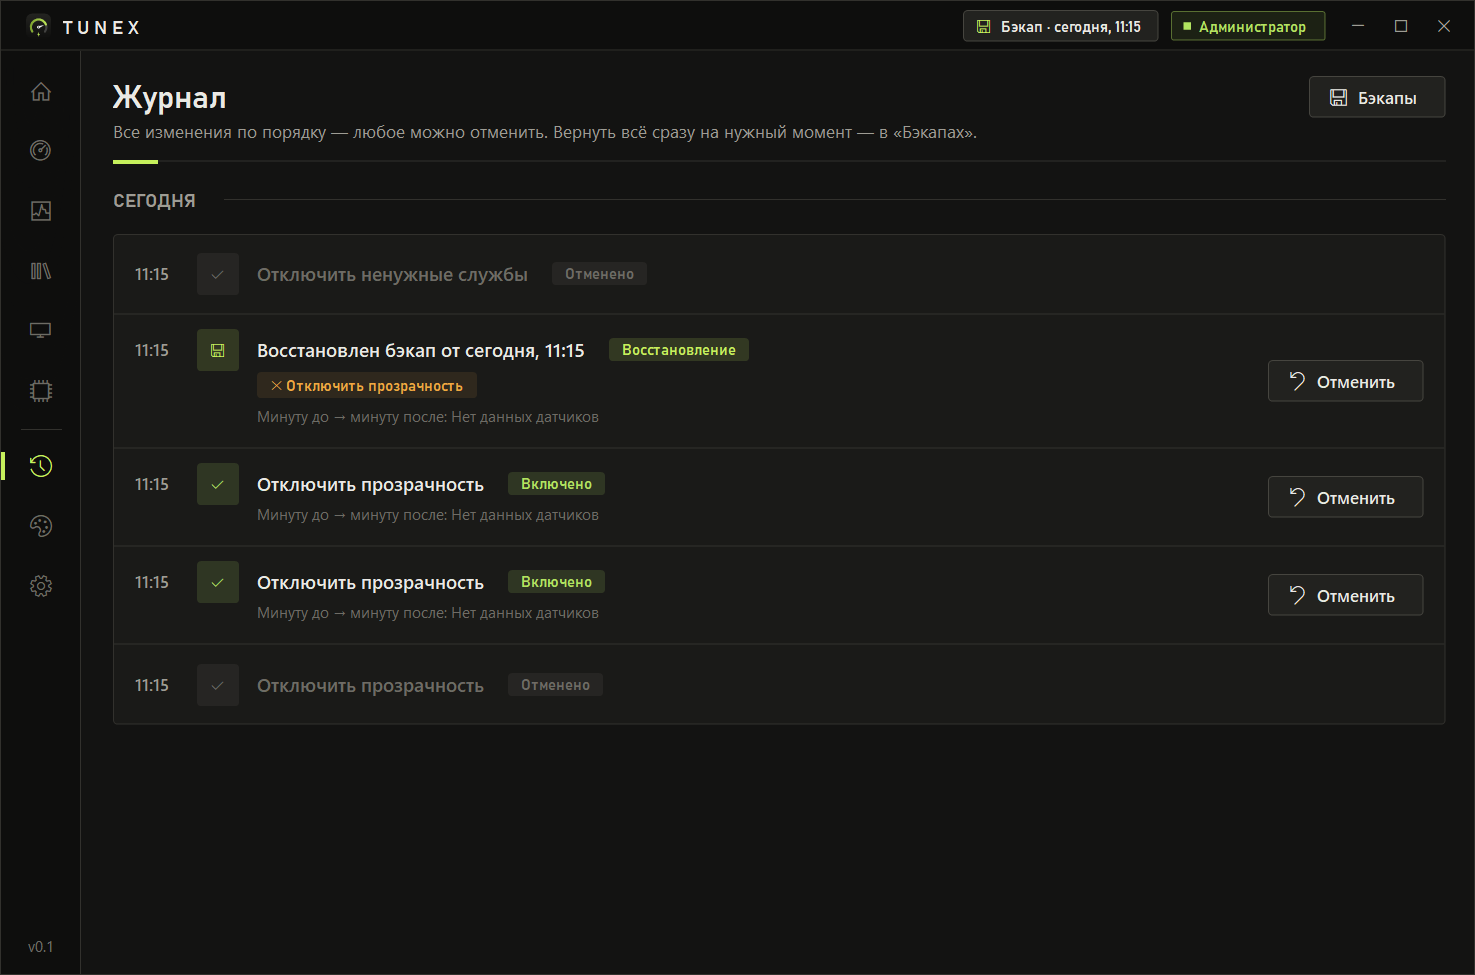 TUNEX
Бэкап · сегодня, 11:15
Администратор
Журнал
Бэкапы
Все изменения по порядку — любое можно отменить. Вернуть всё сразу на нужный момент — в «Бэкапах».
СЕГОДНЯ
11:15 Отключить ненужные службы Отменено
11:15 Восстановлен бэкап от сегодня, 11:15 Восстановление
× Отключить прозрачность
Отменить
Минуту до → минуту после: Нет данных датчиков
11:15 Отключить прозрачность Включено
Отменить
Минуту до → минуту после: Нет данных датчиков
11:15 Отключить прозрачность Включено
Отменить
Минуту до → минуту после: Нет данных датчиков
11:15 Отключить прозрачность Отменено
v0.1